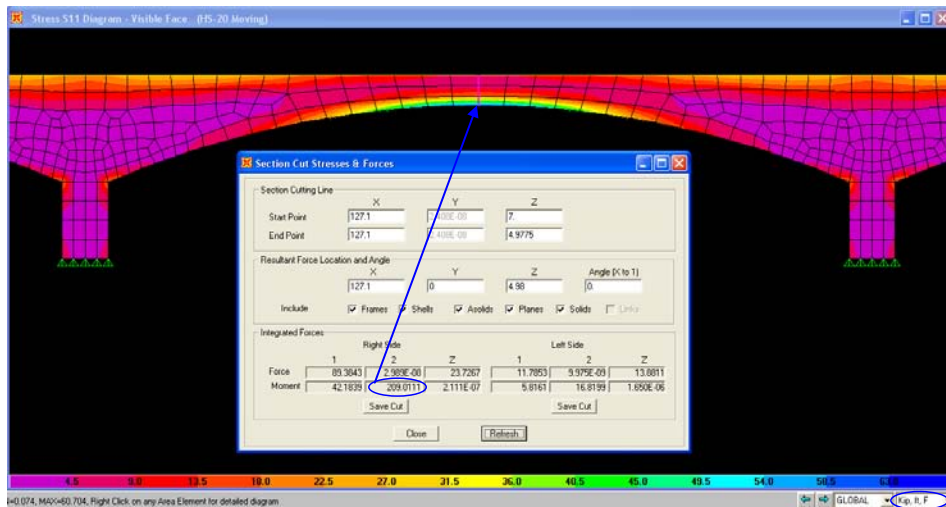 Stress S11 Diagram - Visible Face (HS-20 Moving)
Section Cut Stresses & Forces
Section Cutting Line
X Y Z
Start Point 127.1 7.
End Point 127.1 4.9775
Resultant Force Location and Angle
X Y Z Angle (X to 1)
127.1 0 4.98 0.
Include Frames Shells Asolids Planes Solids Links
Integrated Forces
Right Side Left Side
1 2 Z 1 2 Z
Force 89.3843 2.989E-08 23.7267 11.7853 9.975E-09 13.8811
Moment 42.1839 209.0111 2.111E-07 5.8161 16.8199 1.650E-06
Save Cut Save Cut
Close Refresh
4.5 9.0 13.5 18.0 22.5 27.0 31.5 36.0 40.5 45.0 49.5 54.0 58.5
=0.074, MAX=60.704, Right Click on any Area Element for detailed diagram GLOBAL Kip, ft, F